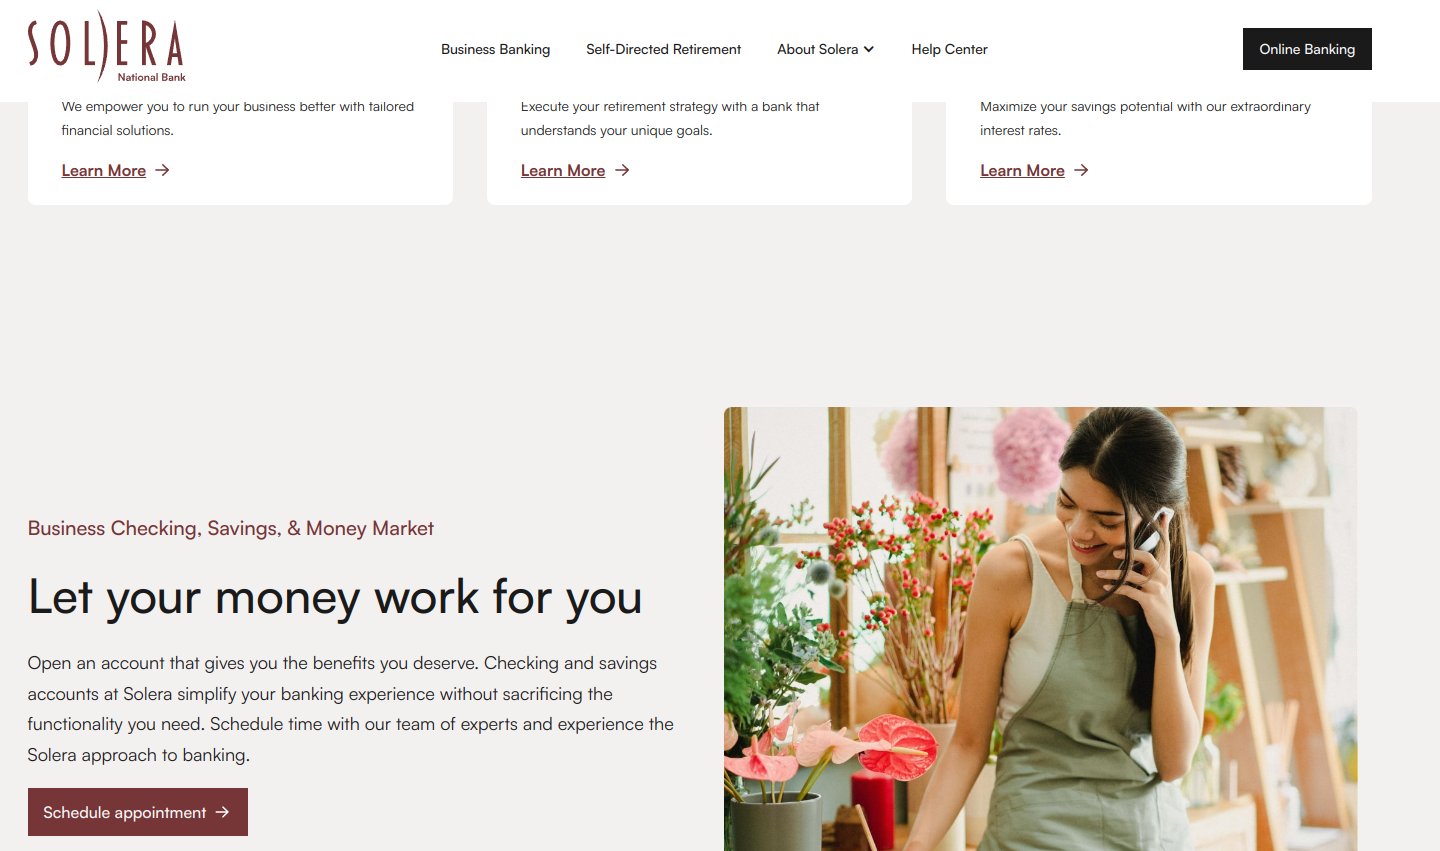 SOLERA
National Bank
Business Banking
Self-Directed Retirement
About Solera
Help Center
Online Banking
We empower you to run your business better with tailored
financial solutions.
Learn More
Execute your retirement strategy with a bank that
understands your unique goals.
Learn More
Maximize your savings potential with our extraordinary
interest rates.
Learn More
Business Checking, Savings, & Money Market
Let your money work for you
Open an account that gives you the benefits you deserve. Checking and savings
accounts at Solera simplify your banking experience without sacrificing the
functionality you need. Schedule time with our team of experts and experience the
Solera approach to banking.
Schedule appointment